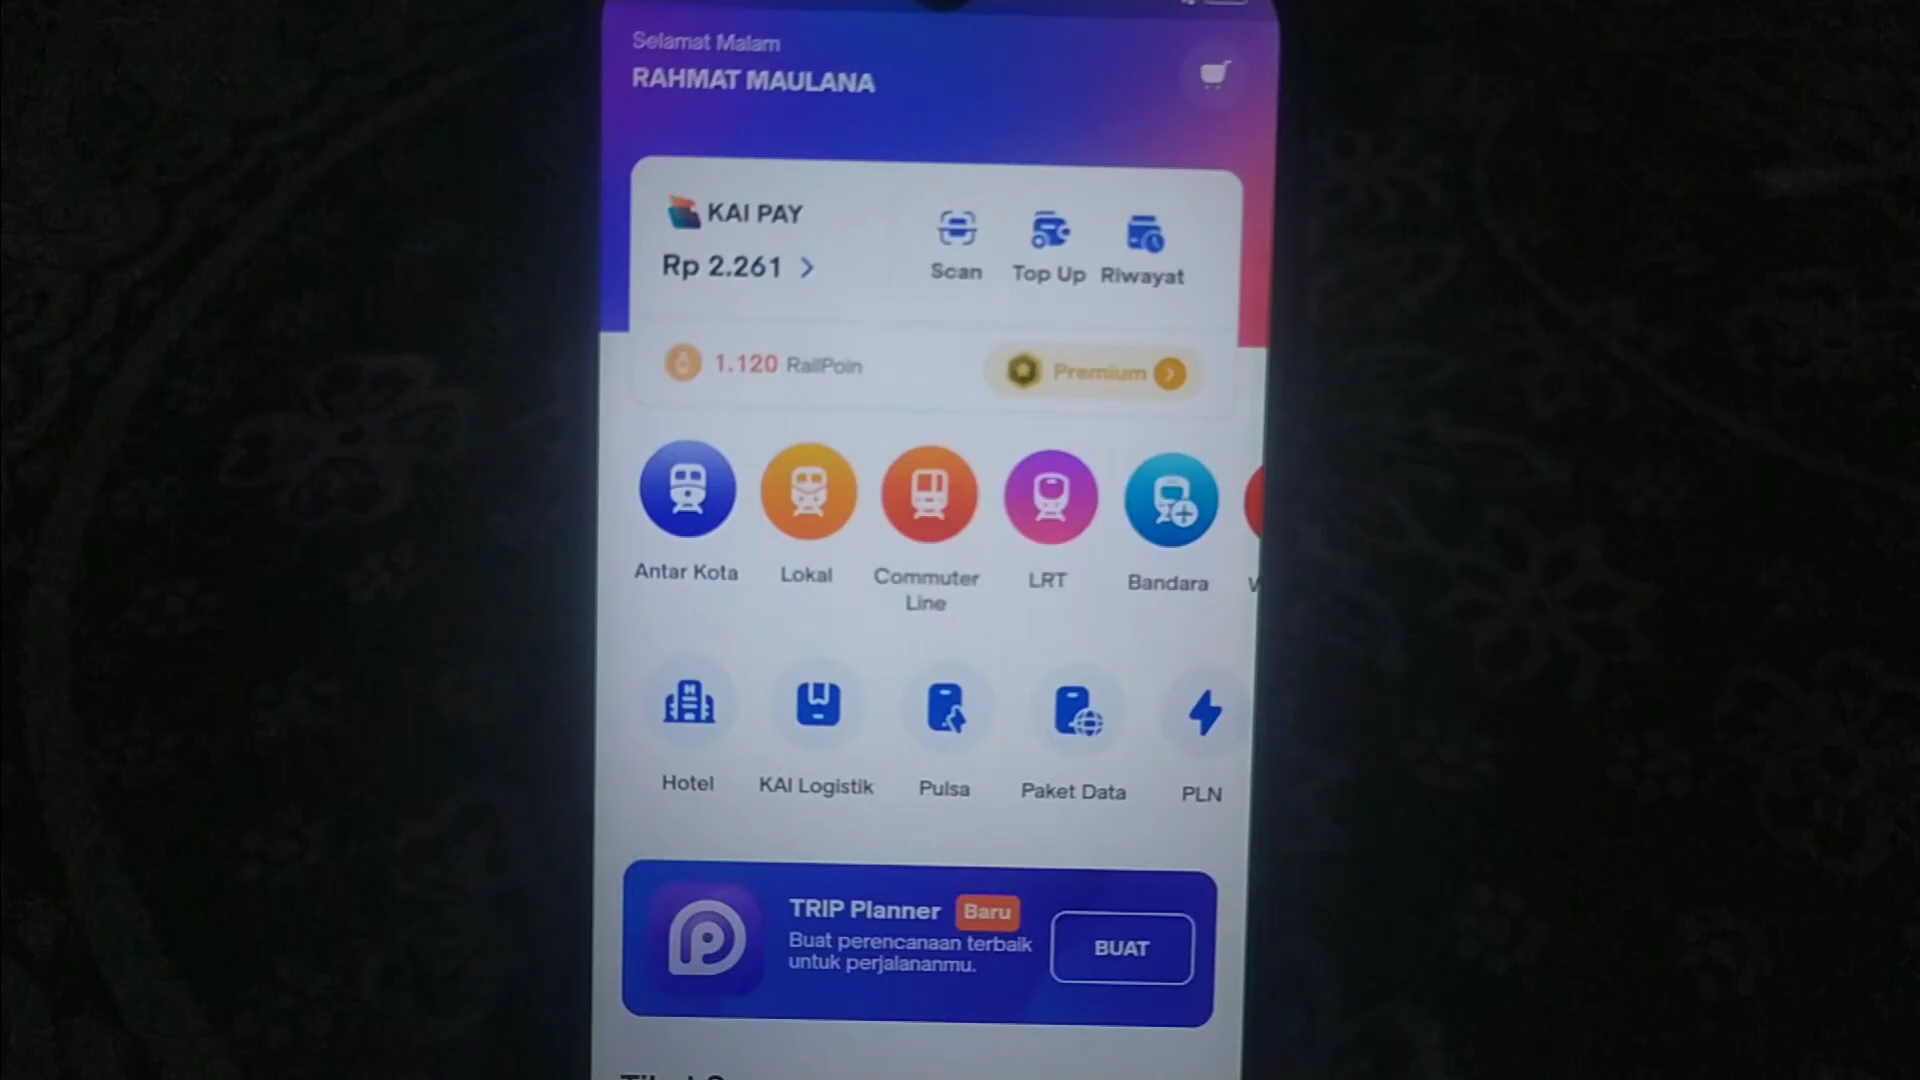 Selamat Malam
RAHMAT MAULANA
KAI PAY
Rp 2.261
Scan
Top Up
Riwayat
1.120 RailPoin
Premium
Antar Kota
Lokal
Commuter
Line
LRT
Bandara
Hotel
KAI Logistik
Pulsa
Paket Data
PLN
TRIP Planner
Baru
Buat perencanaan terbaik
untuk perjalananmu.
BUAT